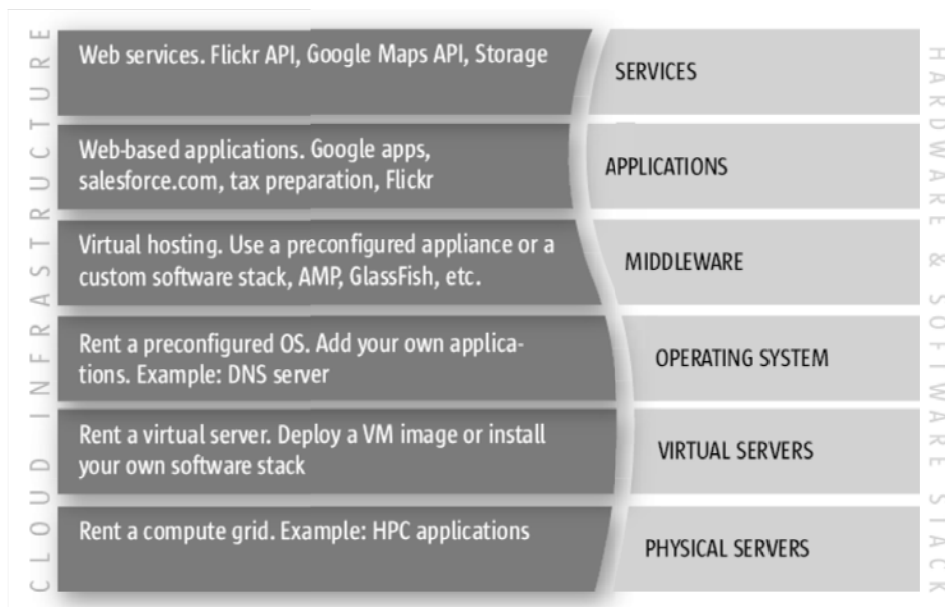 CLOUD INFRASTRUCTURE
Web services. Flickr API, Google Maps API, Storage
SERVICES
Web-based applications. Google apps,
salesforce.com, tax preparation, Flickr
APPLICATIONS
Virtual hosting. Use a preconfigured appliance or a
custom software stack, AMP, GlassFish, etc.
MIDDLEWARE
Rent a preconfigured OS. Add your own applica-
tions. Example: DNS server
OPERATING SYSTEM
Rent a virtual server. Deploy a VM image or install
your own software stack
VIRTUAL SERVERS
Rent a compute grid. Example: HPC applications
PHYSICAL SERVERS
HARDWARE & SOFTWARE STACK